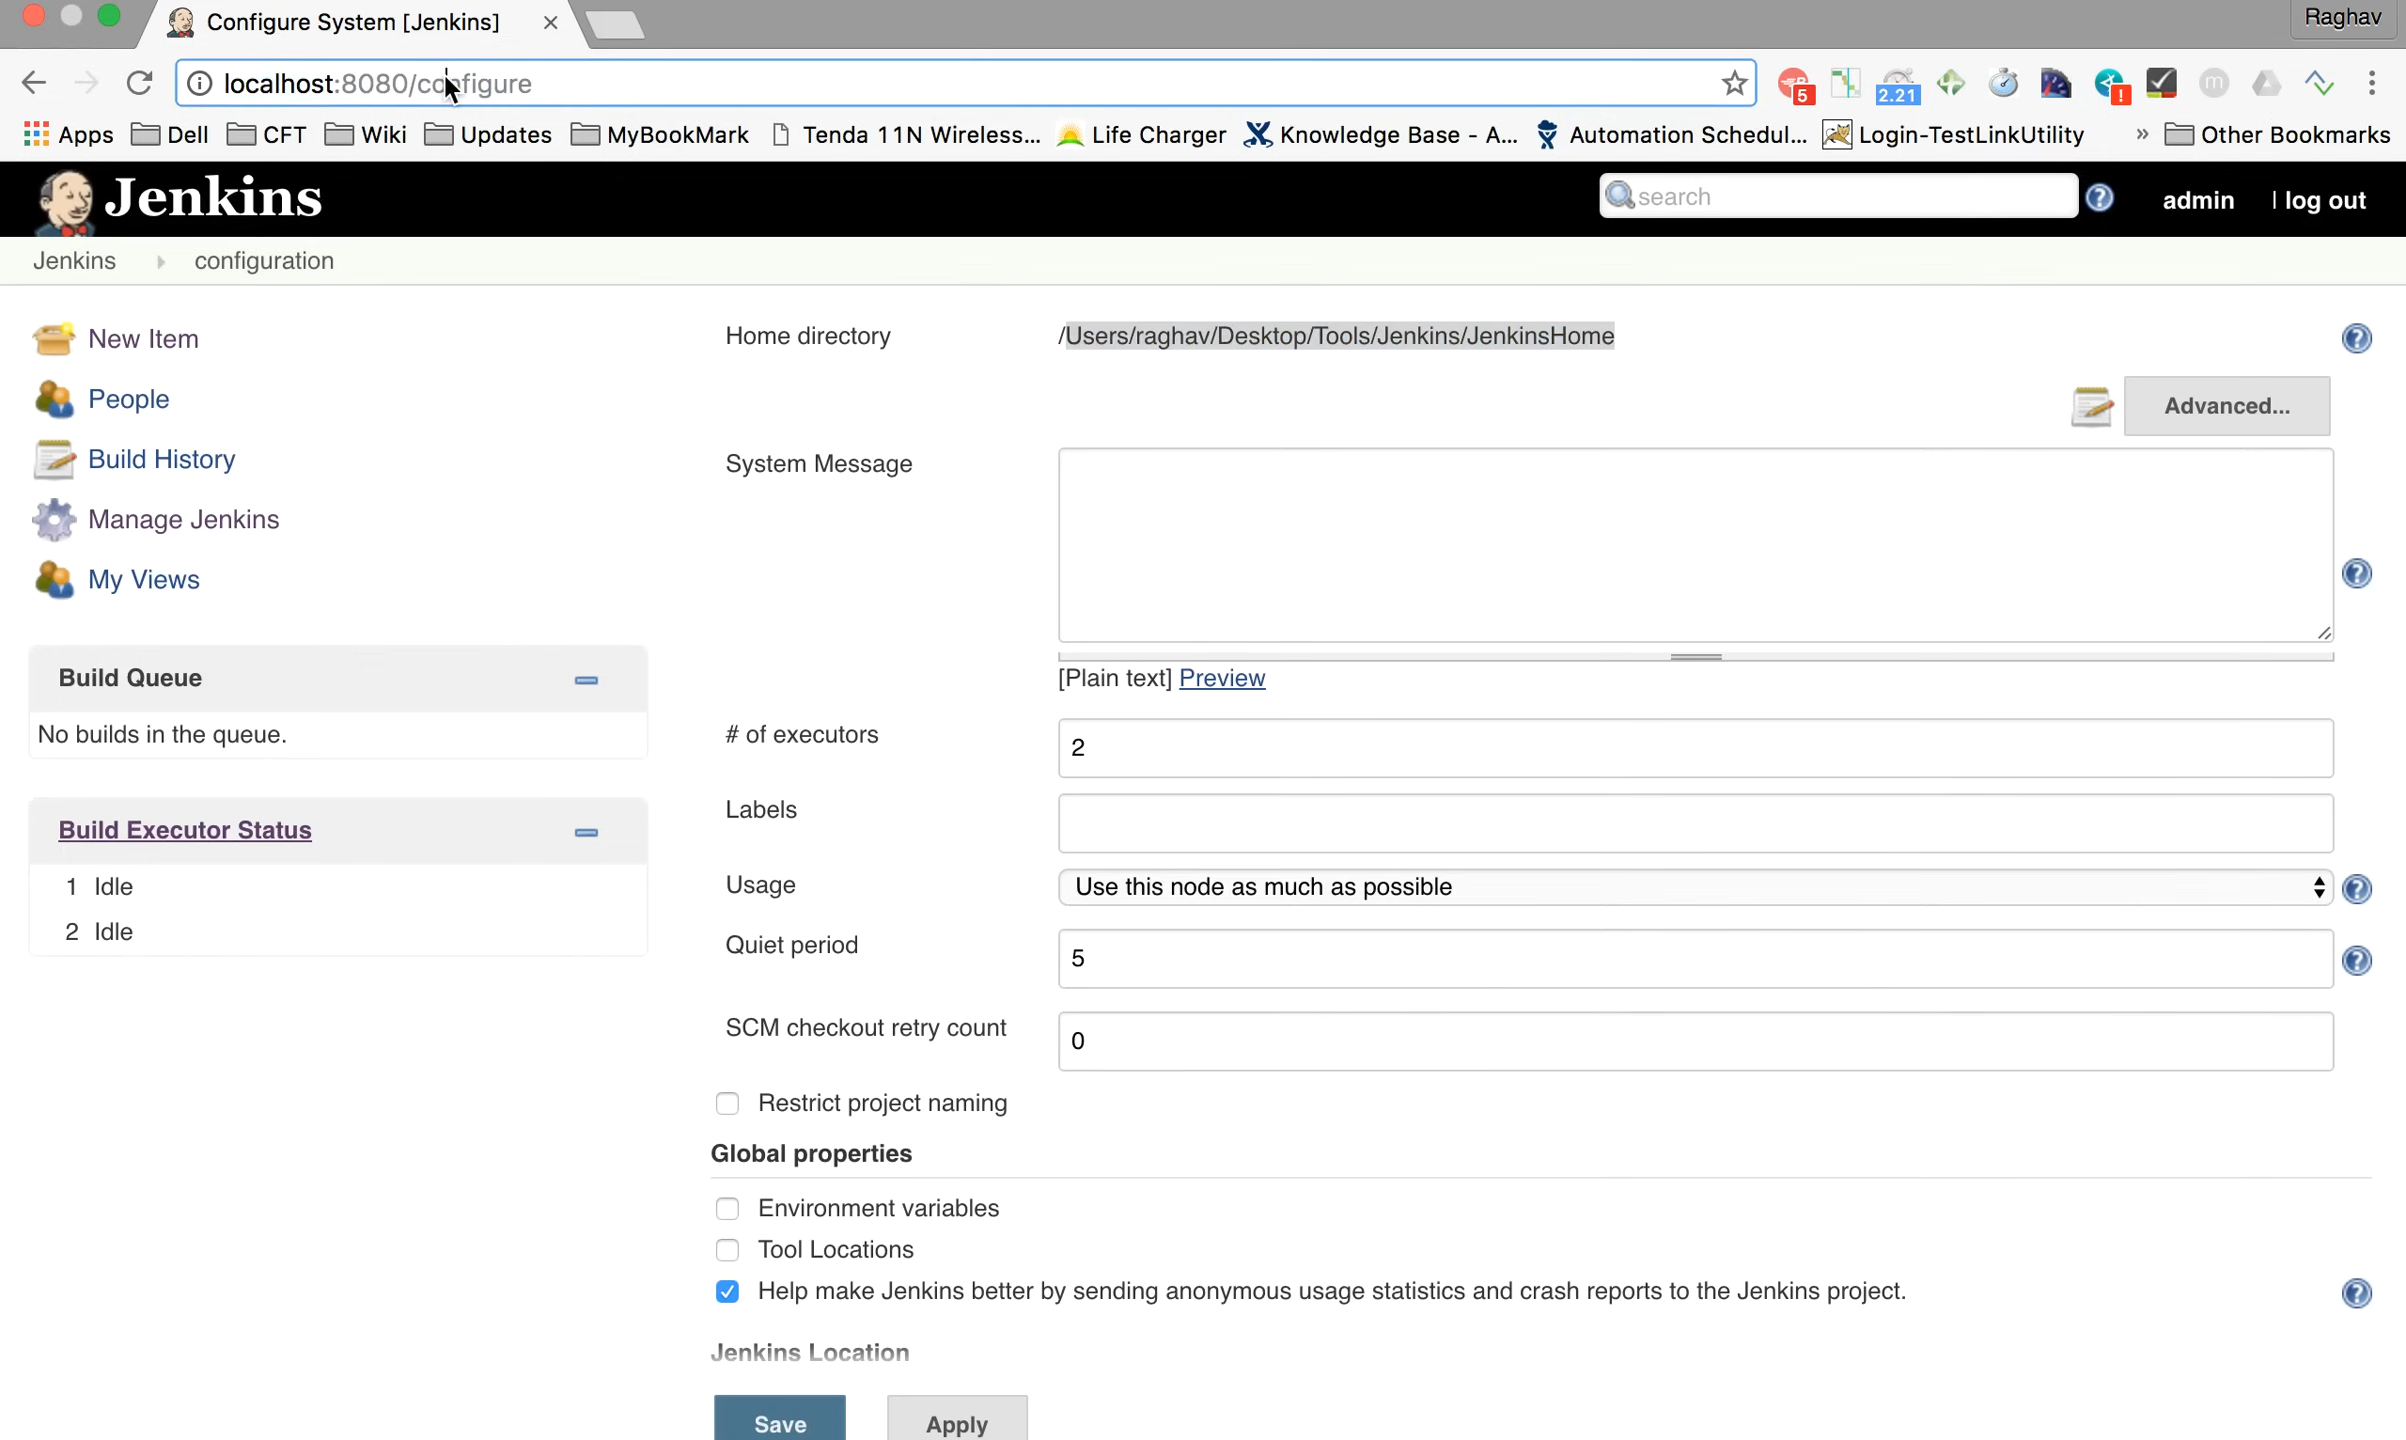 Configure System [Jenkins]
Raghav
localhost:8080/configure
5
2.21
!
m
Apps Dell CFT Wiki Updates MyBookMark Tenda 11N Wireless... Life Charger Knowledge Base - A... Automation Schedul... Login-TestLinkUtility » Other Bookmarks
Jenkins
search
admin | log out
Jenkins configuration
New Item
People
Build History
Manage Jenkins
My Views
Build Queue
No builds in the queue.
Build Executor Status
1 Idle
2 Idle
Home directory /Users/raghav/Desktop/Tools/Jenkins/JenkinsHome
Advanced...
System Message
[Plain text] Preview
# of executors 2
Labels
Usage Use this node as much as possible
Quiet period 5
SCM checkout retry count 0
Restrict project naming
Global properties
Environment variables
Tool Locations
Help make Jenkins better by sending anonymous usage statistics and crash reports to the Jenkins project.
Jenkins Location
Save Apply